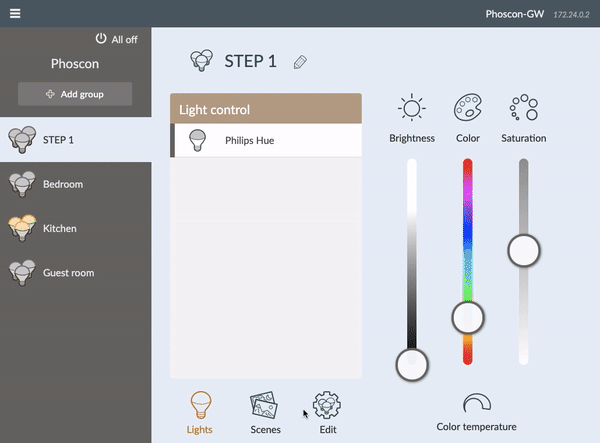 Phoscon-GW 172.24.0.2
All off
Phoscon
Add group
STEP 1
Bedroom
Kitchen
Guest room
STEP 1
Light control
Philips Hue
Brightness Color Saturation
Lights Scenes Edit
Color temperature